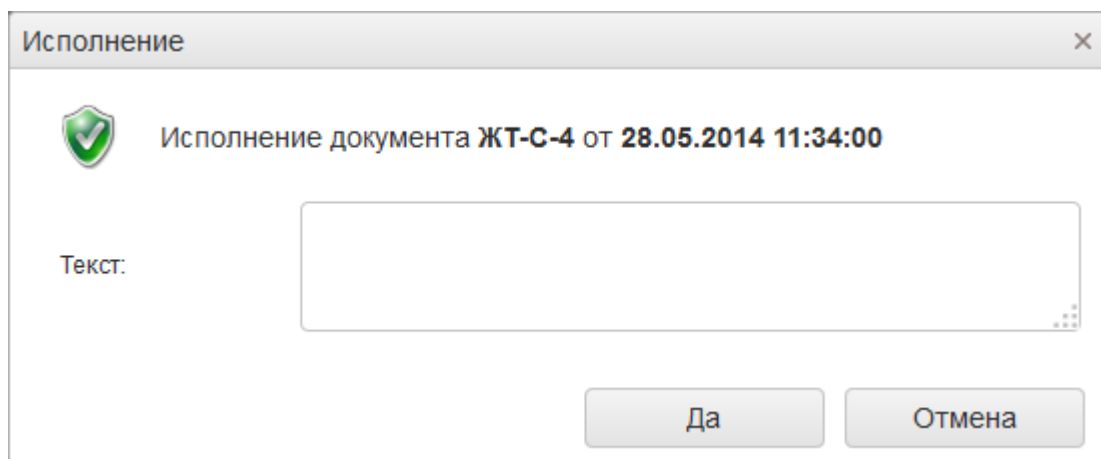 Исполнение
Исполнение документа ЖТ-С-4 от 28.05.2014 11:34:00
Текст:
Да Отмена